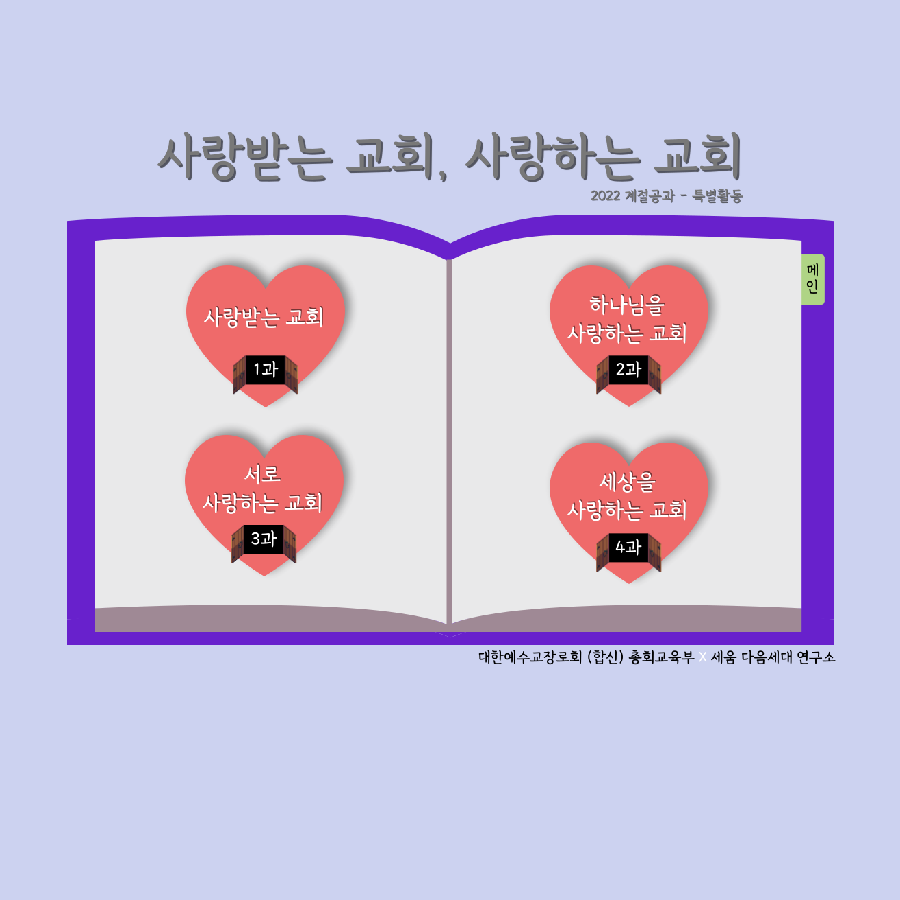 사랑받는 교회, 사랑하는 교회
2022 계절공과 - 특별활동
메
인
사랑받는 교회
1과
하나님을
사랑하는 교회
2과
서로
사랑하는 교회
3과
세상을
사랑하는 교회
4과
대한예수교장로회 (합신) 총회교육부 X 세움 다음세대 연구소